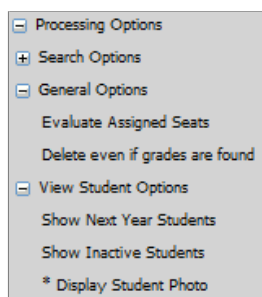 Processing Options
Search Options
General Options
Evaluate Assigned Seats
Delete even if grades are found
View Student Options
Show Next Year Students
Show Inactive Students
* Display Student Photo